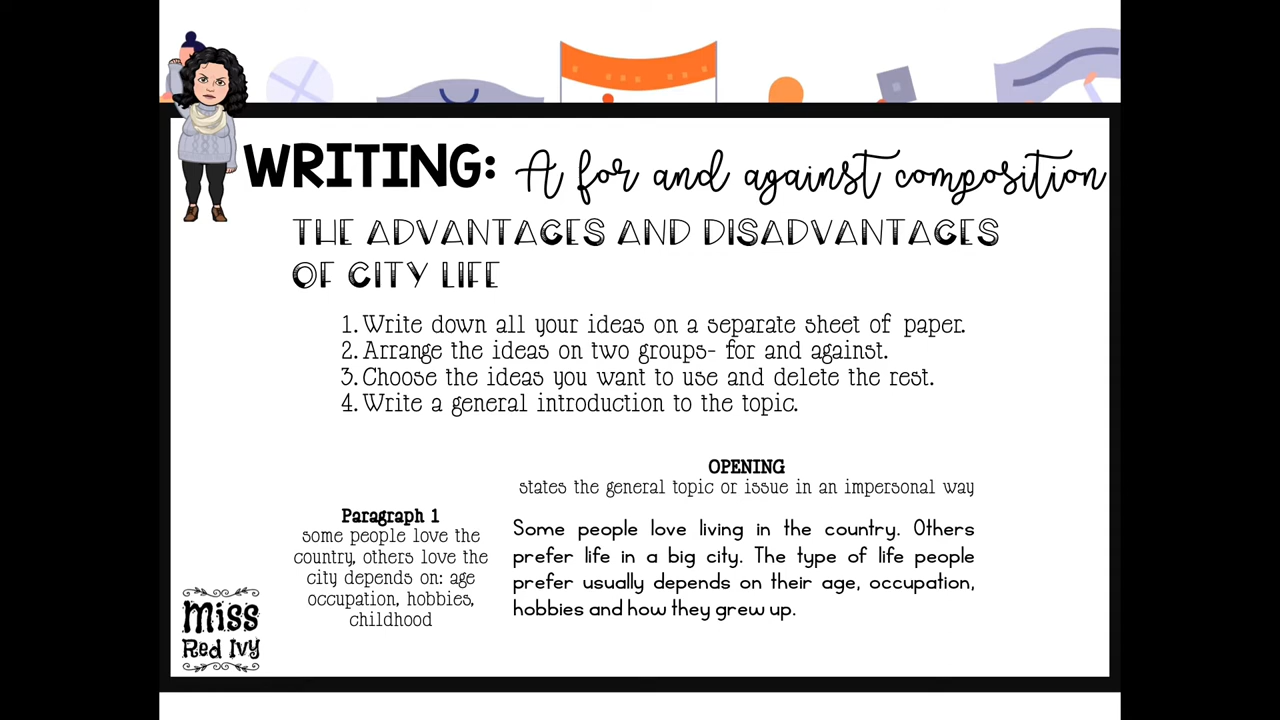 WRITING: A for and against composition
THE ADVANTAGES AND DISADVANTAGES
OF CITY LIFE
1. Write down all your ideas on a separate sheet of paper.
2. Arrange the ideas on two groups- for and against.
3. Choose the ideas you want to use and delete the rest.
4. Write a general introduction to the topic.
OPENING
states the general topic or issue in an impersonal way
Paragraph 1
some people love the
country, others love the
city depends on: age
occupation, hobbies,
childhood
Some people love living in the country. Others
prefer life in a big city. The type of life people
prefer usually depends on their age, occupation,
hobbies and how they grew up.
Miss
Red Ivy